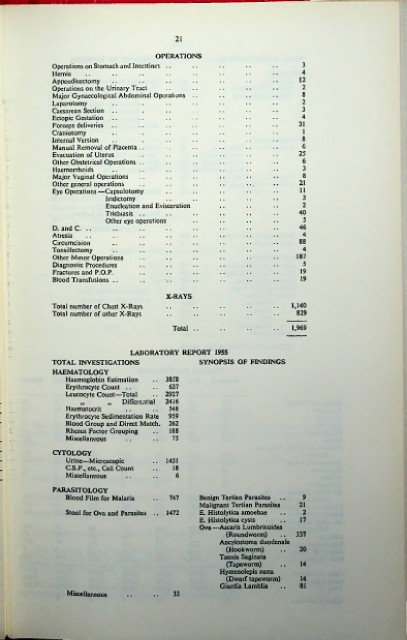 21
OPERATIONS
Operations on Stomach and Intestines .. .. .. .. .. 3
Hernia .. .. .. .. .. .. .. .. 4
Appendicectomy .. .. .. .. .. .. 12
Operations on the Urinary Tract .. .. .. .. .. 2
Major Gynaecological Abdominal Operations .. .. .. .. 8
Laparotomy .. .. .. .. .. .. .. 2
Caesarean Section .. .. .. .. .. .. .. 3
Ectopic Gestation .. .. .. .. .. .. .. 4
Forceps deliveries .. .. .. .. .. .. .. 31
Craniotomy .. .. .. .. .. .. .. 1
Internal Version .. .. .. .. .. .. .. 8
Manual Removal of Placenta .. .. .. .. .. .. 6
Evacuation of Uterus .. .. .. .. .. .. 25
Other Obstetrical Operations .. .. .. .. .. .. 6
Haemorrhoids .. .. .. .. .. .. 3
Major Vaginal Operations .. .. .. .. .. .. 8
Other general operations .. .. .. .. .. .. 21
Eye Operations—Capsulotomy .. .. .. .. .. 11
Iridictomy .. .. .. .. .. 3
Enucleation and Evisceration .. .. .. .. 2
Trichiasis .. .. .. .. .. .. 40
Other eye operations .. .. .. .. .. 5
D. and C. .. .. .. .. .. .. .. .. 46
Atresia .. .. .. .. .. .. .. .. 4
Circumcision .. .. .. .. .. .. .. 88
Tonsillectomy .. .. .. .. .. .. .. 4
Other Minor Operations .. .. .. .. .. .. 187
Diagnostic Procedures .. .. .. .. .. .. 5
Fractures and P.O.P. .. .. .. .. .. .. 19
Blood Transfusions .. .. .. .. .. .. .. 19
X-RAYS
Total number of Chest X-Rays .. .. .. .. .. 1,140
Total number of other X-Rays .. .. .. .. .. 829
Total .. .. .. .. 1,969
LABORATORY REPORT 1955
TOTAL INVESTIGATIONS SYNOPSIS OF FINDINGS
HAEMATOLOGY
Haemoglobin Estimation .. 3858
Erythrocyte Count .. .. 637
Leucocyte Count—Total .. 2927
„ „ Differential 2416
Haematocrit .. .. 548
Erythrocyte Sedimentation Rate 959
Blood Group and Direct Match. 262
Rhesus Factor Grouping .. 188
Miscellaneous .. .. 75
CYTOLOGY
Urine—Microscopic .. 1451
C.S.F., etc., Cell Count .. 18
Miscellaneous .. .. 6
PARASITOLOGY
Blood Film for Malaria .. 767 Benign Tertian Parasites .. 9
Malignant Tertian Parasites 21
Stool for Ova and Parasites .. 1472 E. Histolytica amoebae .. 2
E. Histolytica cysts .. 17
Ova—Ascaris Lumbricoides
(Roundworm) .. 337
Ancylostoma duodenale
(Hookworm) .. 20
Taenia Saginata
(Tapeworm) .. 14
Hymenolepis nana
(Dwarf tapeworm) 14
Giardia Lamblia .. 81
Miscellaneous .. .. 33